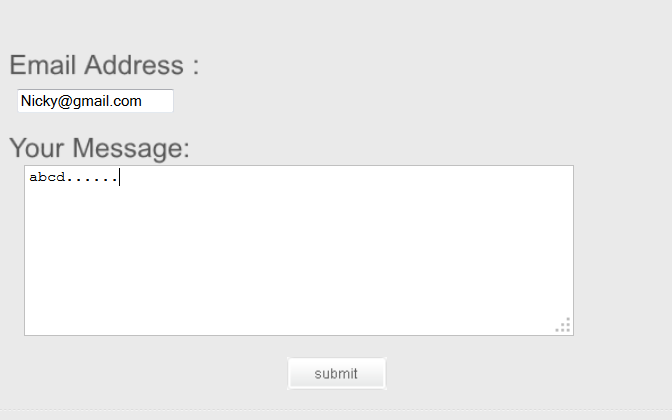 Email Address :
Nicky@gmail.com
Your Message:
abcd......
submit